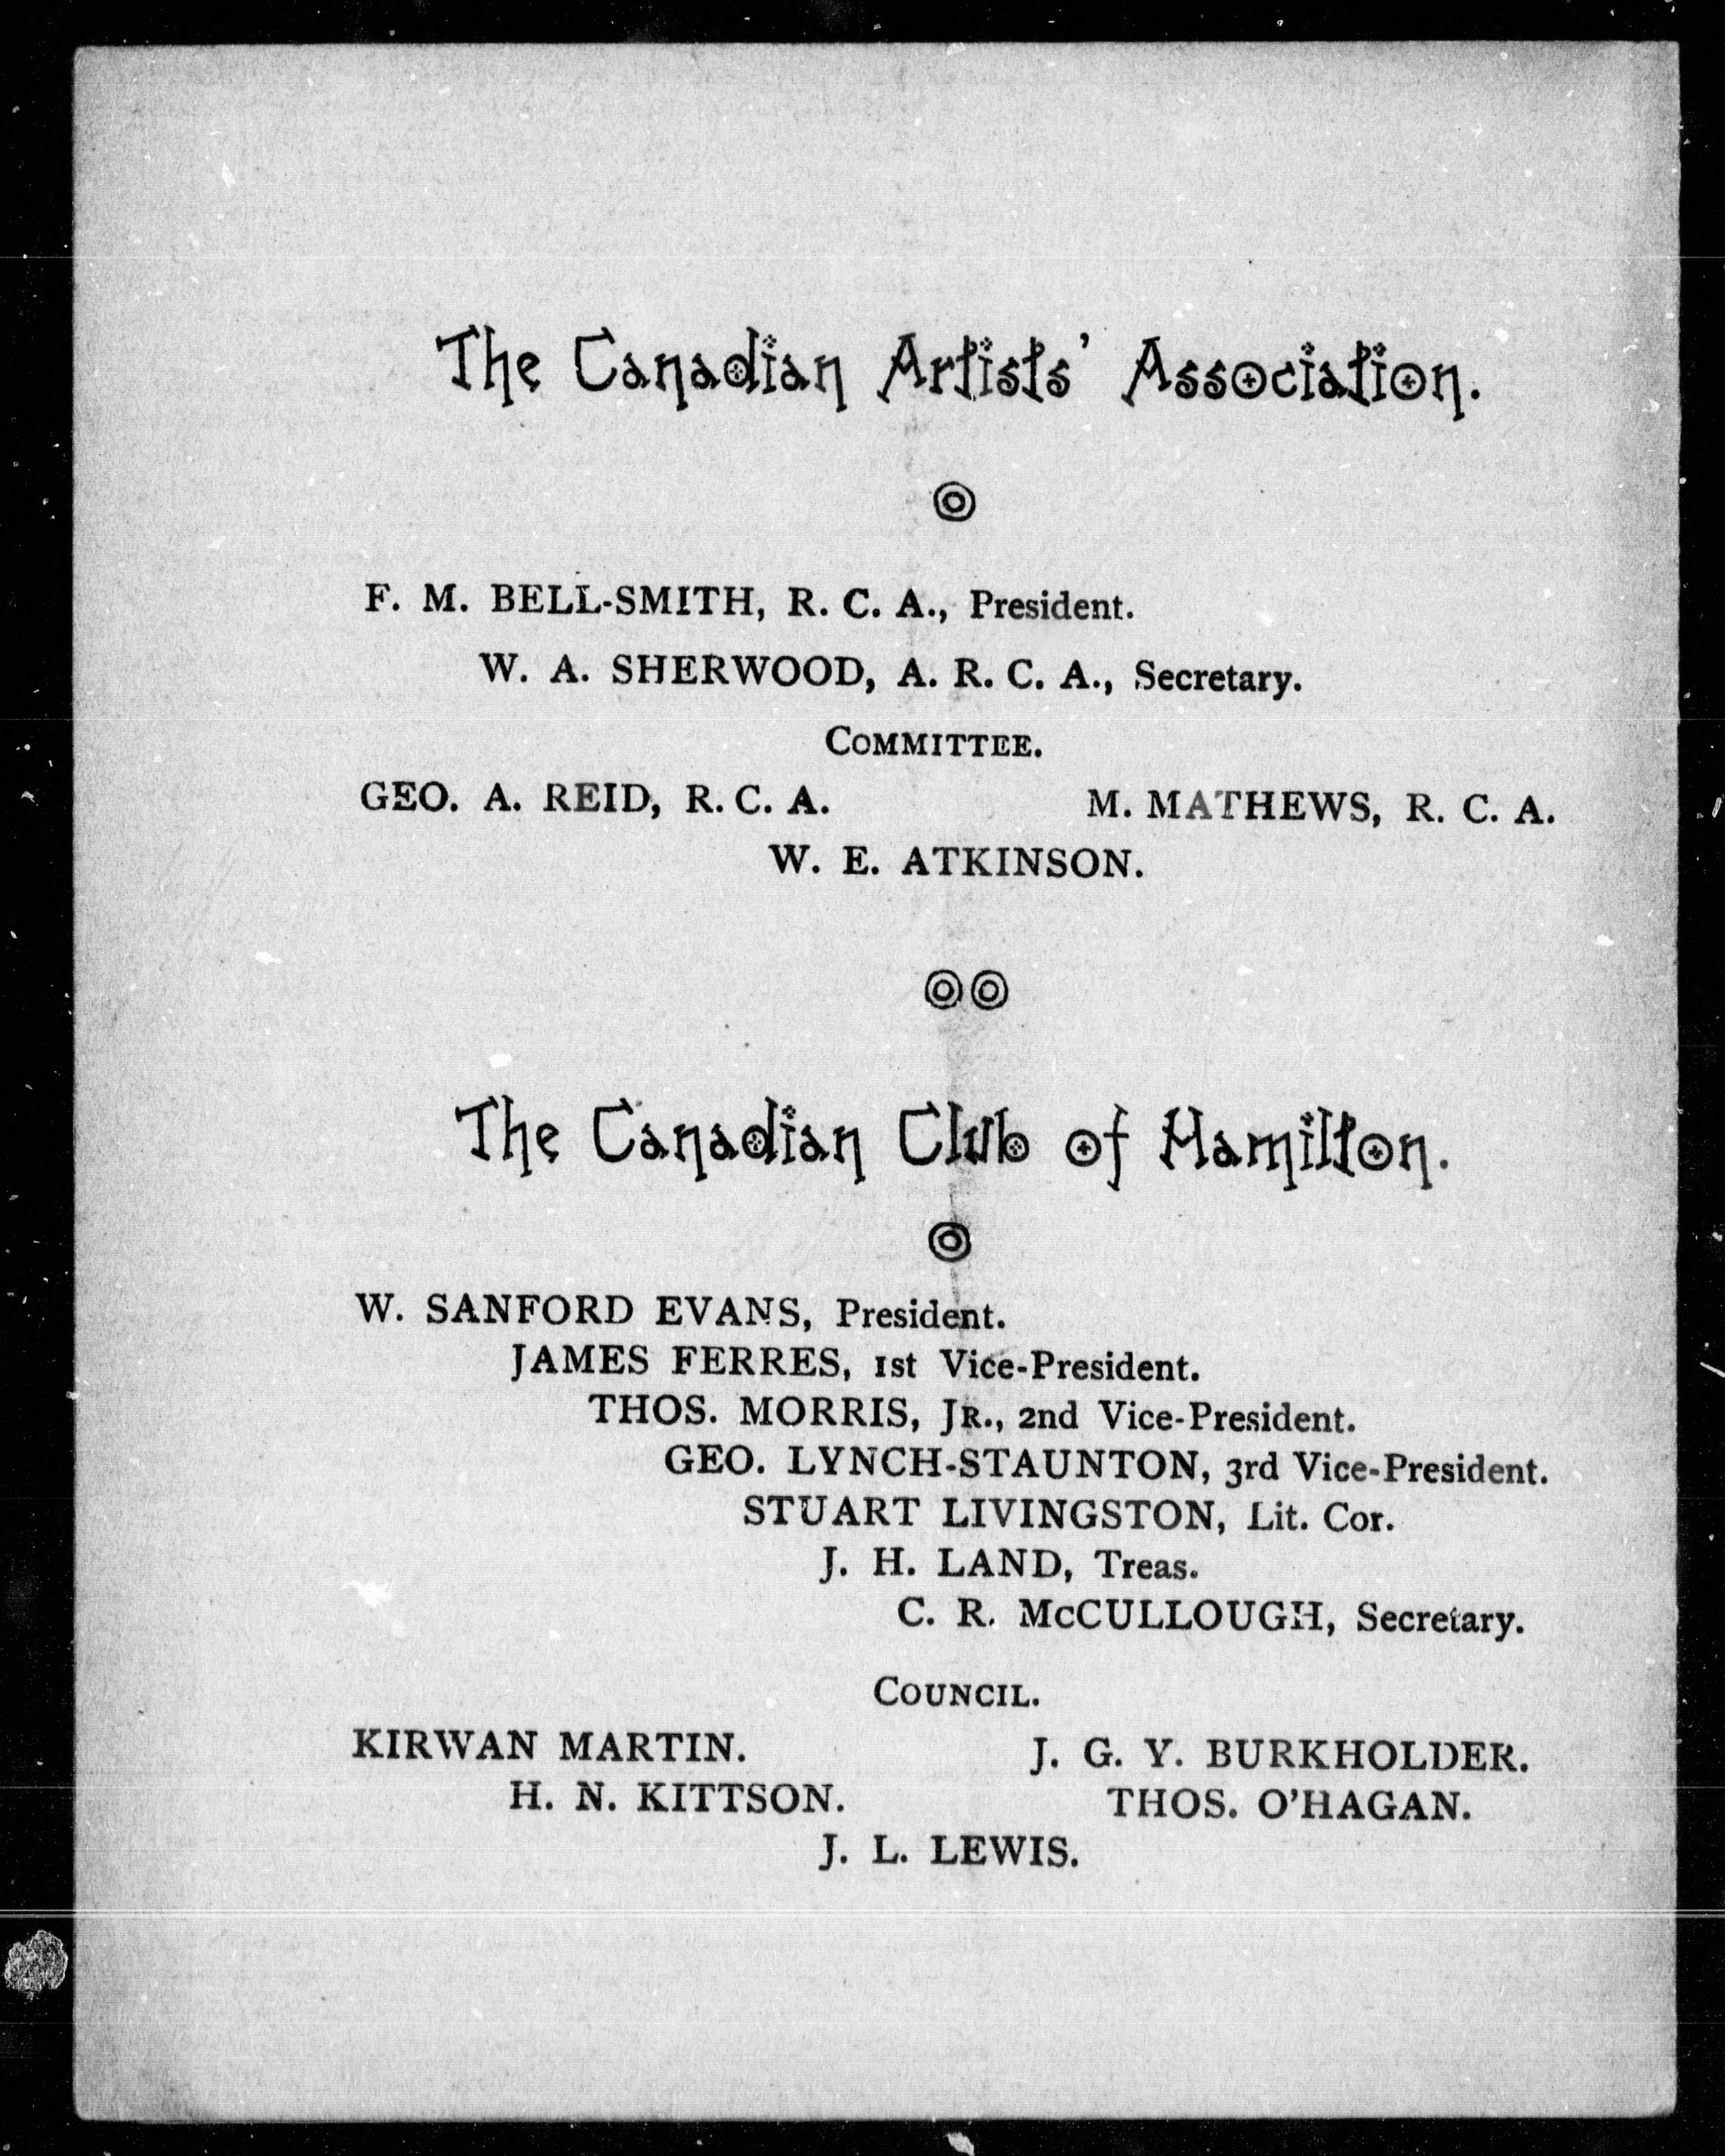 The Canadian Artists' Association.
F. M. BELL-SMITH, R. C. A., President.
W. A. SHERWOOD, A. R. C. A., Secretary.
COMMITTEE.
GEO. A. REID, R. C. A. M. MATHEWS, R. C. A.
W. E. ATKINSON.
The Canadian Club of Hamilton.
W. SANFORD EVANS, President.
JAMES FERRES, 1st Vice-President.
THOS. MORRIS, JR., 2nd Vice-President.
GEO. LYNCH-STAUNTON, 3rd Vice-President.
STUART LIVINGSTON, Lit. Cor.
J. H. LAND, Treas.
C. R. McCULLOUGH, Secretary.
COUNCIL.
KIRWAN MARTIN. J. G. Y. BURKHOLDER.
H. N. KITTSON. THOS. O'HAGAN.
J. L. LEWIS.